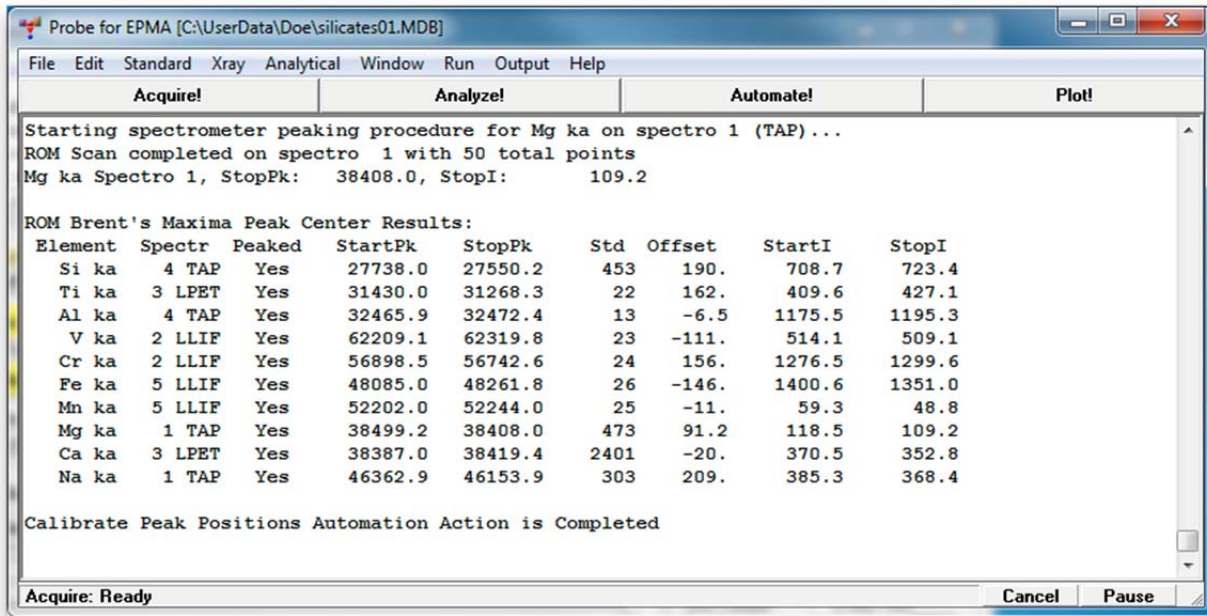 Probe for EPMA [C:\UserData\Doe\silicates01.MDB]
File Edit Standard Xray Analytical Window Run Output Help
Acquire! Analyze! Automate! Plot!
Starting spectrometer peaking procedure for Mg ka on spectro 1 (TAP)...
ROM Scan completed on spectro 1 with 50 total points
Mg ka Spectro 1, StopPk: 38408.0, StopI: 109.2
ROM Brent's Maxima Peak Center Results:
Element Spectr Peaked StartPk StopPk Std Offset StartI StopI
Si ka 4 TAP Yes 27738.0 27550.2 453 190. 708.7 723.4
Ti ka 3 LPET Yes 31430.0 31268.3 22 162. 409.6 427.1
Al ka 4 TAP Yes 32465.9 32472.4 13 -6.5 1175.5 1195.3
V ka 2 LLIF Yes 62209.1 62319.8 23 -111. 514.1 509.1
Cr ka 2 LLIF Yes 56898.5 56742.6 24 156. 1276.5 1299.6
Fe ka 5 LLIF Yes 48085.0 48261.8 26 -146. 1400.6 1351.0
Mn ka 5 LLIF Yes 52202.0 52244.0 25 -11. 59.3 48.8
Mg ka 1 TAP Yes 38499.2 38408.0 473 91.2 118.5 109.2
Ca ka 3 LPET Yes 38387.0 38419.4 2401 -20. 370.5 352.8
Na ka 1 TAP Yes 46362.9 46153.9 303 209. 385.3 368.4
Calibrate Peak Positions Automation Action is Completed
Acquire: Ready Cancel Pause